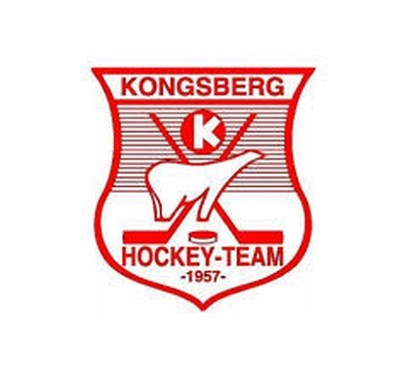 KONGSBERG
K
HOCKEY-TEAM
-1957-